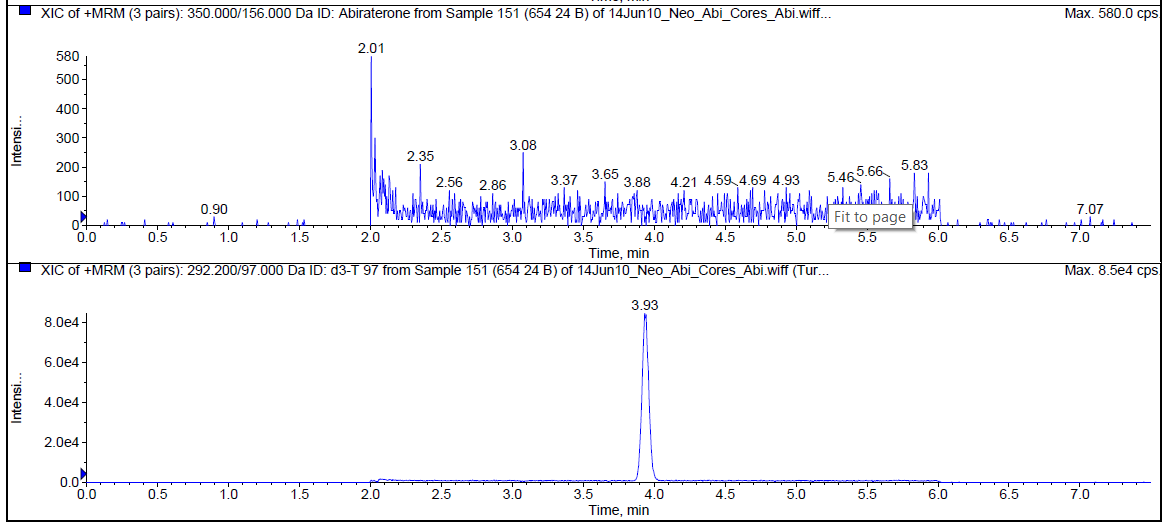 XIC of +MRM (3 pairs): 350.000/156.000 Da ID: Abiraterone from Sample 151 (654 24 B) of 14Jun10_Neo_Abi_Cores_Abi.wiff... Max. 580.0 cps
2.01
580
500
400
300
200
100
0
Intensi...
0.90
2.35
2.56
2.86
3.08
3.37
3.65
3.88
4.21
4.59
4.69
4.93
5.46
5.66
5.83
7.07
Fit to page
0.0 0.5 1.0 1.5 2.0 2.5 3.0 3.5 4.0 4.5 5.0 5.5 6.0 6.5 7.0
Time, min
XIC of +MRM (3 pairs): 292.200/97.000 Da ID: d3-T 97 from Sample 151 (654 24 B) of 14Jun10_Neo_Abi_Cores_Abi.wiff (Tur... Max. 8.5e4 cps
3.93
8.0e4
6.0e4
4.0e4
2.0e4
0.0
Intensi...
0.0 0.5 1.0 1.5 2.0 2.5 3.0 3.5 4.0 4.5 5.0 5.5 6.0 6.5 7.0
Time, min